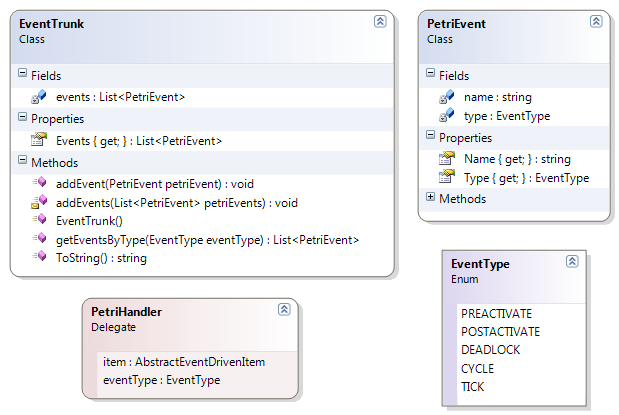 EventTrunk
Class
Fields
events : List<PetriEvent>
Properties
Events { get; } : List<PetriEvent>
Methods
addEvent(PetriEvent petriEvent) : void
addEvents(List<PetriEvent> petriEvents) : void
EventTrunk()
getEventsByType(EventType eventType) : List<PetriEvent>
ToString() : string
PetriEvent
Class
Fields
name : string
type : EventType
Properties
Name { get; } : string
Type { get; } : EventType
Methods
PetriHandler
Delegate
item : AbstractEventDrivenItem
eventType : EventType
EventType
Enum
PREACTIVATE
POSTACTIVATE
DEADLOCK
CYCLE
TICK